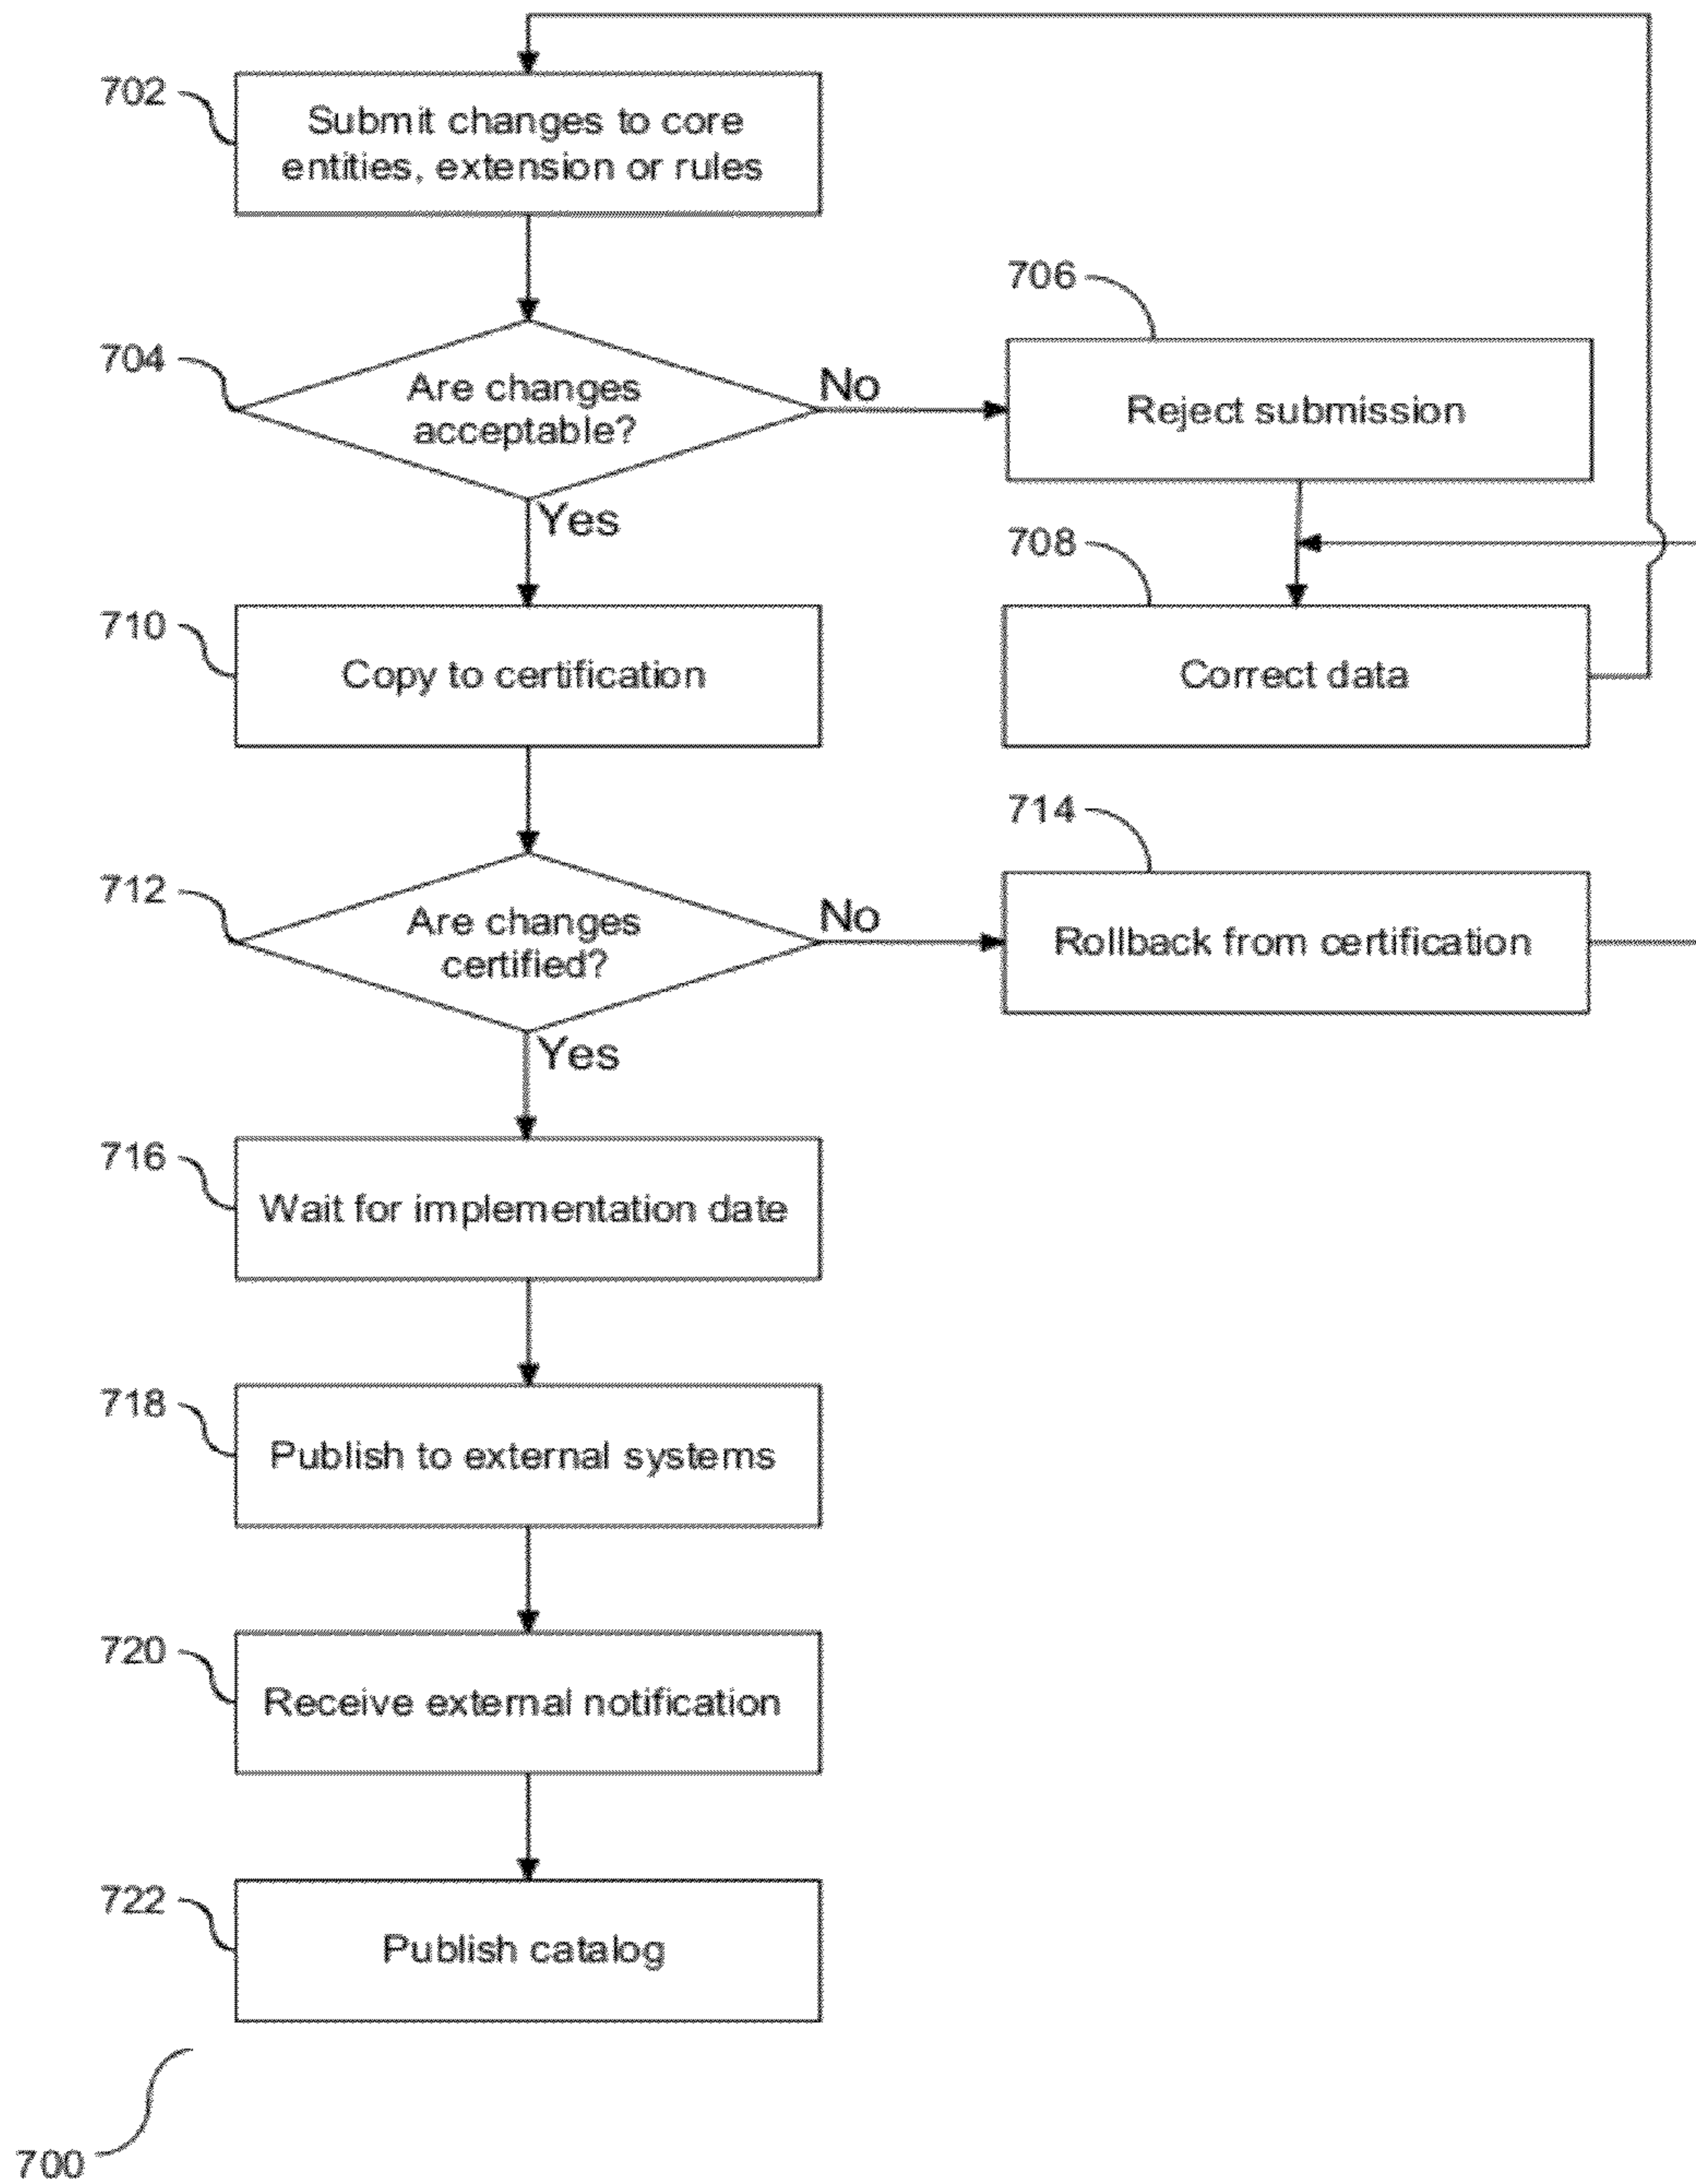 702
Submit changes to core
entities, extension or rules
706
704
Are changes
acceptable?
No
Reject submission
Yes
708
710
Copy to certification
Correct data
714
712
Are changes
certified?
No
Rollback from certification
Yes
716
Wait for implementation date
718
Publish to external systems
720
Receive external notification
722
Publish catalog
700